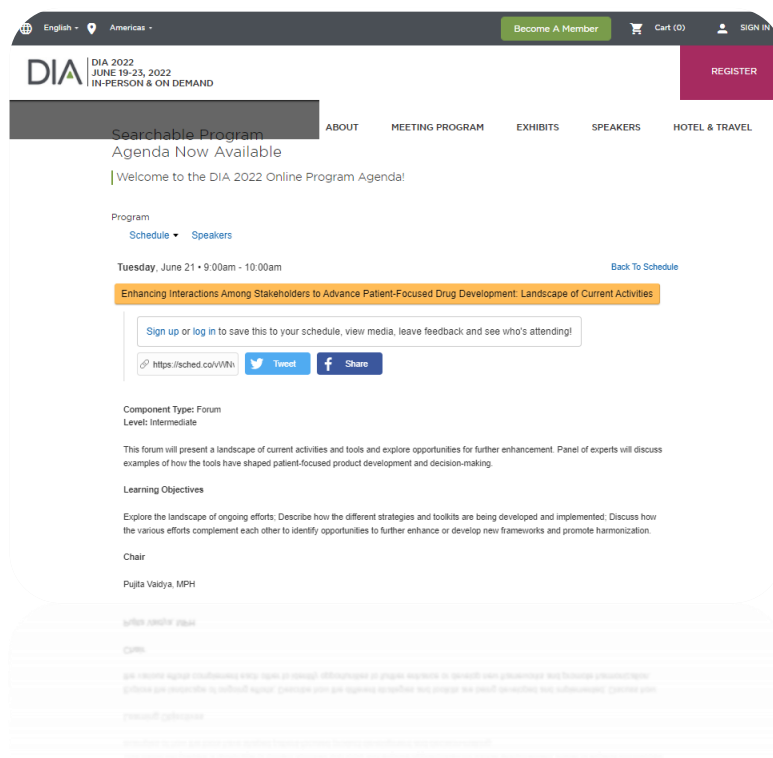 English
Americas
Become A Member
Cart (0)
SIGN IN
DIA
DIA 2022
JUNE 19-23, 2022
IN-PERSON & ON DEMAND
REGISTER
ABOUT
MEETING PROGRAM
EXHIBITS
SPEAKERS
HOTEL & TRAVEL
Searchable Program
Agenda Now Available
Welcome to the DIA 2022 Online Program Agenda!
Program
Schedule
Speakers
Tuesday, June 21 • 9:00am - 10:00am
Back To Schedule
Enhancing Interactions Among Stakeholders to Advance Patient-Focused Drug Development: Landscape of Current Activities
Sign up or log in to save this to your schedule, view media, leave feedback and see who's attending!
Tweet
Share
Component Type: Forum
Level: Intermediate
This forum will present a landscape of current activities and tools and explore opportunities for further enhancement. Panel of experts will discuss
examples of how the tools have shaped patient-focused product development and decision-making.
Learning Objectives
Explore the landscape of ongoing efforts; Describe how the different strategies and toolkits are being developed and implemented; Discuss how
the various efforts complement each other to identify opportunities to further enhance or develop new frameworks and promote harmonization.
Chair
Pujita Vaidya, MPH